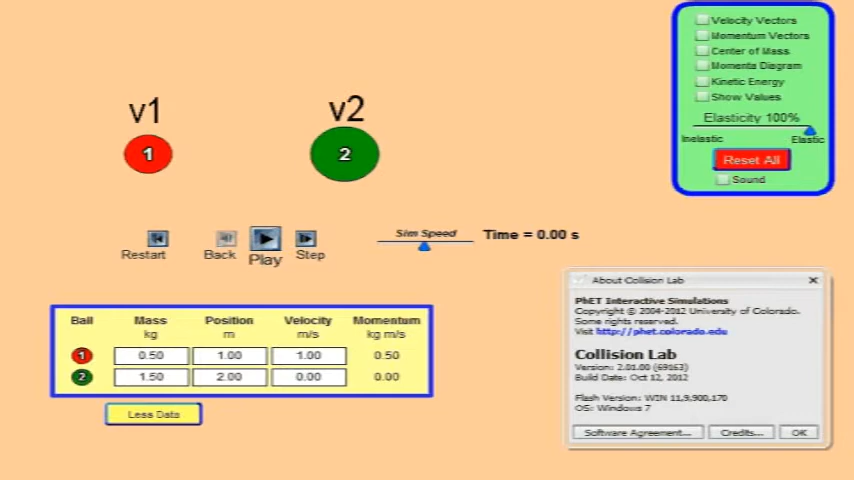 Velocity Vectors
Momentum Vectors
Center of Mass
Momenta Diagram
Kinetic Energy
Show Values
Elasticity 100%
Inelastic Elastic
Reset All
Sound
v1 v2
1 2
Sim Speed Time = 0.00 s
Restart Back Play Step
Ball Mass Position Velocity Momentum
kg m m/s kg m/s
1 0.50 1.00 1.00 0.50
2 1.50 2.00 0.00 0.00
Less Data
About Collision Lab
PhET Interactive Simulations
Copyright © 2004-2012 University of Colorado.
Some rights reserved.
Visit http://phet.colorado.edu
Collision Lab
Version: 2.01.00 (69163)
Build Date: Oct 12, 2012
Flash Version: WIN 11,9,900,170
OS: Windows 7
Software Agreement... Credits... OK